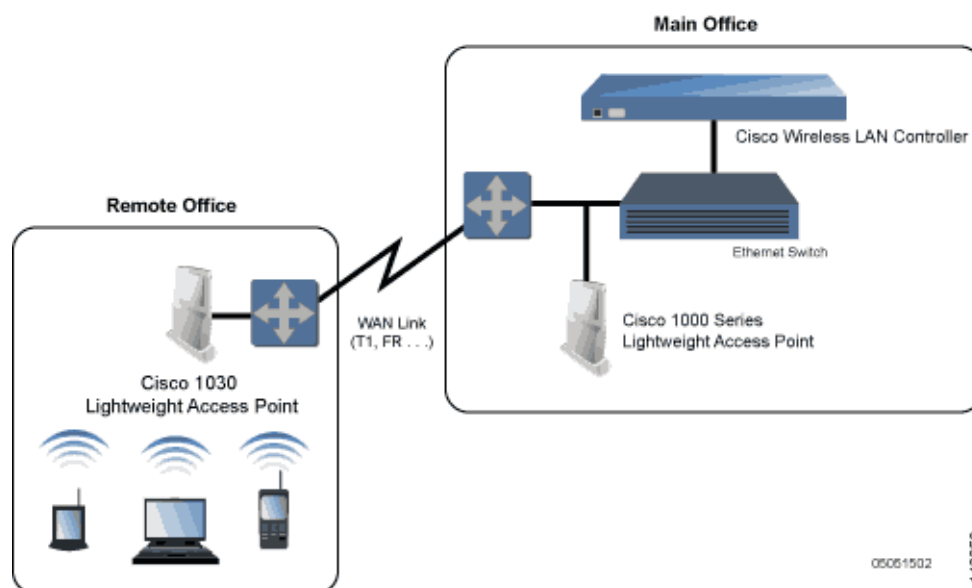 Main Office
Cisco Wireless LAN Controller
Remote Office
Ethernet Switch
WAN Link
(T1, FR . . .)
Cisco 1000 Series
Lightweight Access Point
Cisco 1030
Lightweight Access Point
05051502